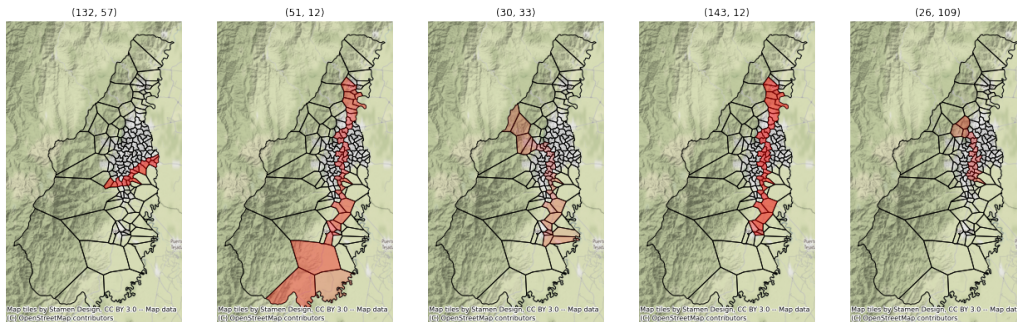 (132, 57)
(51, 12)
(30, 33)
(143, 12)
(26, 109)
Map tiles by Stamen Design, CC BY 3.0 -- Map data
(C) OpenStreetMap contributors
Map tiles by Stamen Design, CC BY 3.0 -- Map data
(C) OpenStreetMap contributors
Map tiles by Stamen Design, CC BY 3.0 -- Map data
(C) OpenStreetMap contributors
Map tiles by Stamen Design, CC BY 3.0 -- Map data
(C) OpenStreetMap contributors
Map tiles by Stamen Design, CC BY 3.0 -- Map data
(C) OpenStreetMap contributors